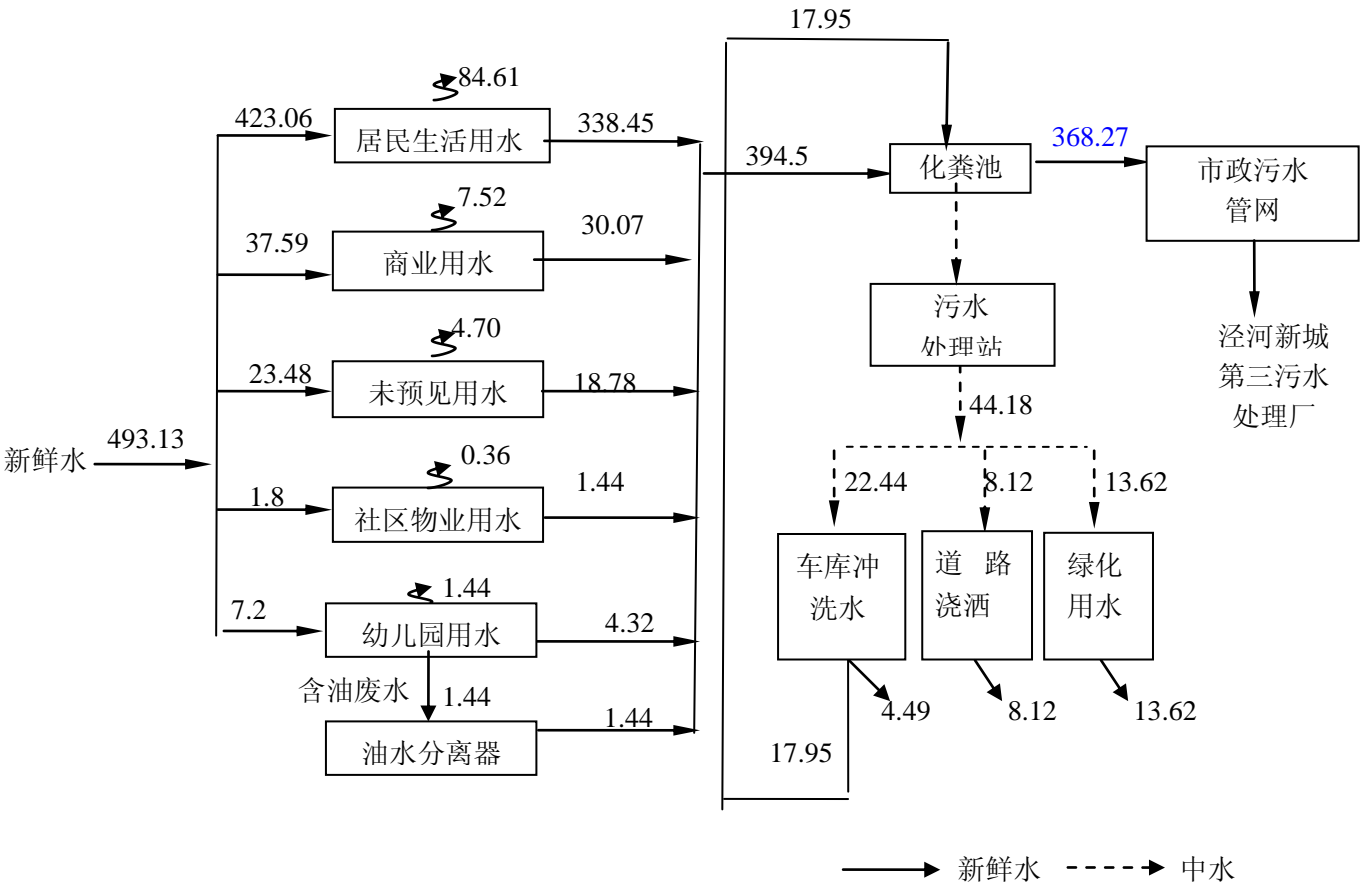 17.95
84.61
423.06
居民生活用水
338.45
394.5
化粪池
368.27
市政污水
管网
7.52
37.59
商业用水
30.07
污水
处理站
泾河新城
第三污水
处理厂
4.70
23.48
未预见用水
18.78
44.18
新鲜水
493.13
0.36
1.8
社区物业用水
1.44
22.44
8.12
13.62
车库冲
洗水
道 路
浇洒
绿化
用水
1.44
7.2
幼儿园用水
4.32
含油废水
1.44
油水分离器
1.44
4.49
8.12
13.62
17.95
新鲜水
中水